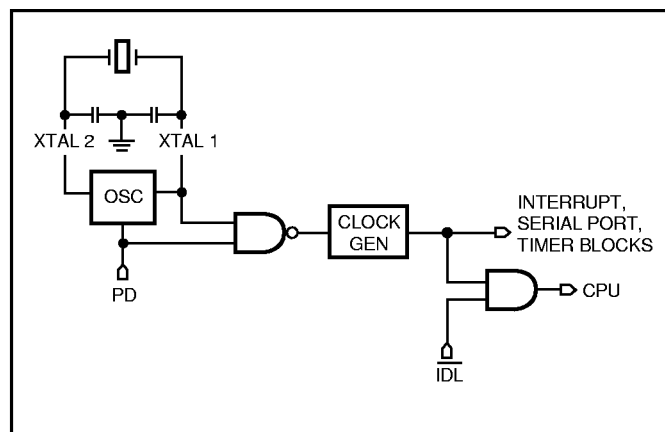 XTAL 2
XTAL 1
OSC
PD
CLOCK
GEN
INTERRUPT,
SERIAL PORT,
TIMER BLOCKS
CPU
IDL